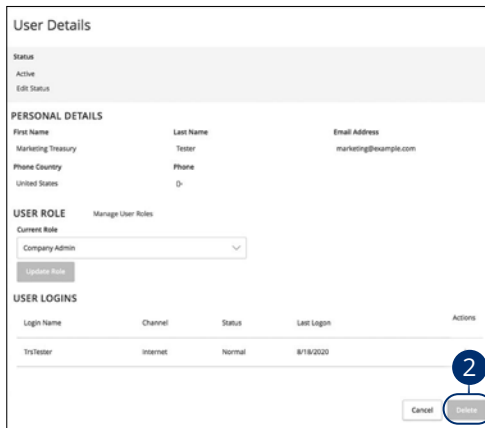 User Details
Status
Active
Edit Status
PERSONAL DETAILS
First Name Last Name Email Address
Marketing Treasury Tester marketing@example.com
Phone Country Phone
United States ()-
USER ROLE Manage User Roles
Current Role
Company Admin
Update Role
USER LOGINS
Login Name Channel Status Last Logon Actions
TrsTester Internet Normal 8/18/2020
2
Cancel Delete